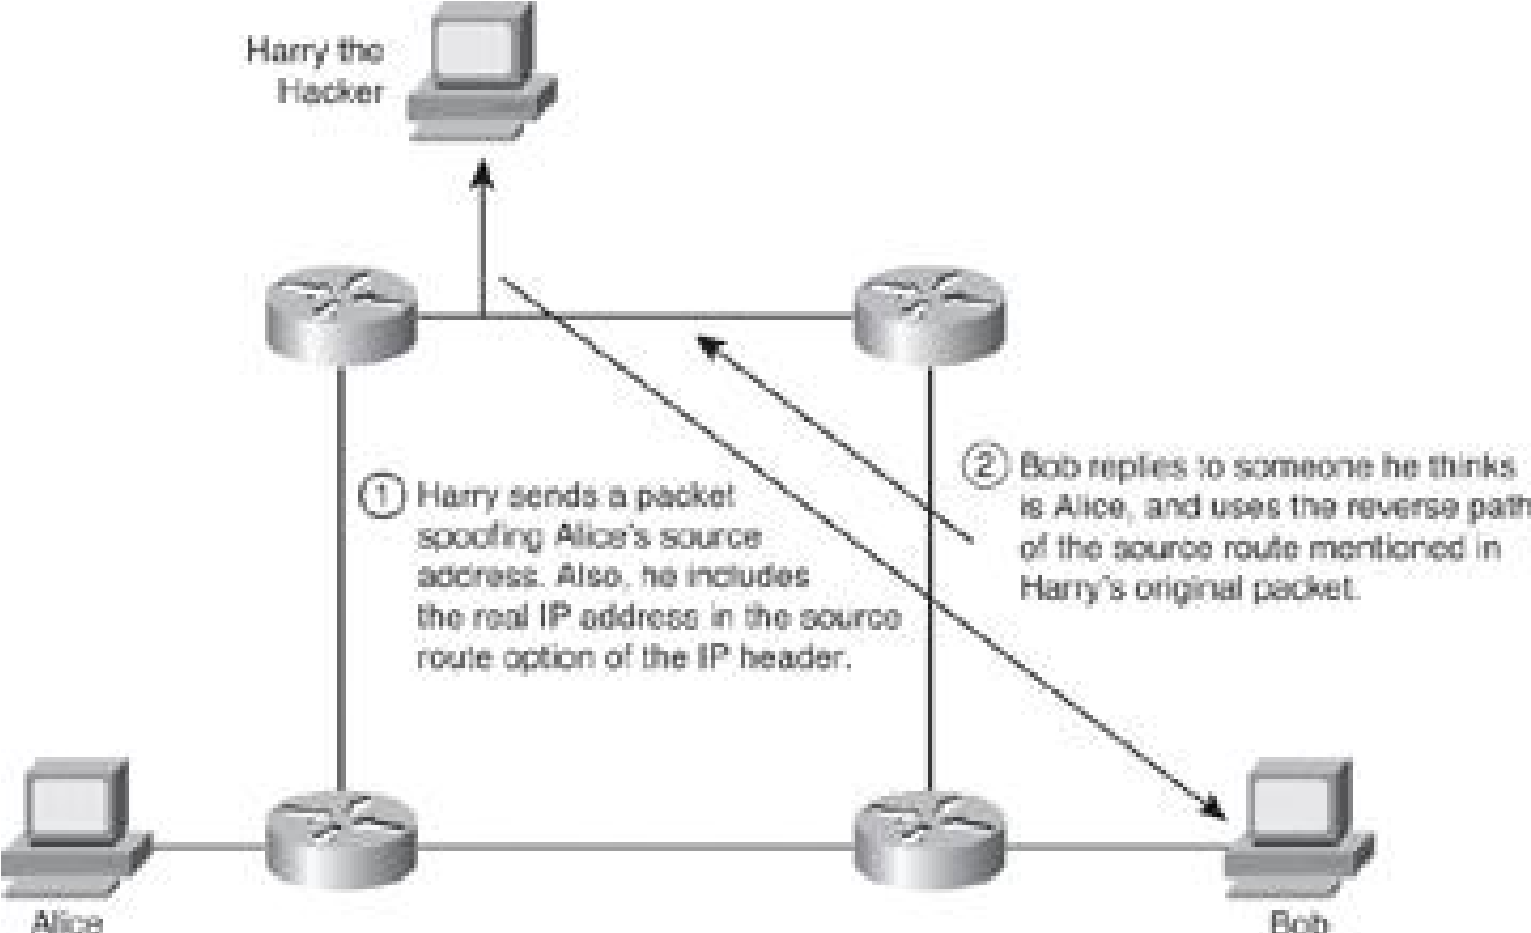 Harry the
Hacker
1 Harry sends a packet
spoofing Alice's source
address. Also, he includes
the real IP address in the source
route option of the IP header.
2 Bob replies to someone he thinks
is Alice, and uses the reverse path
of the source route mentioned in
Harry's original packet.
Alice
Bob